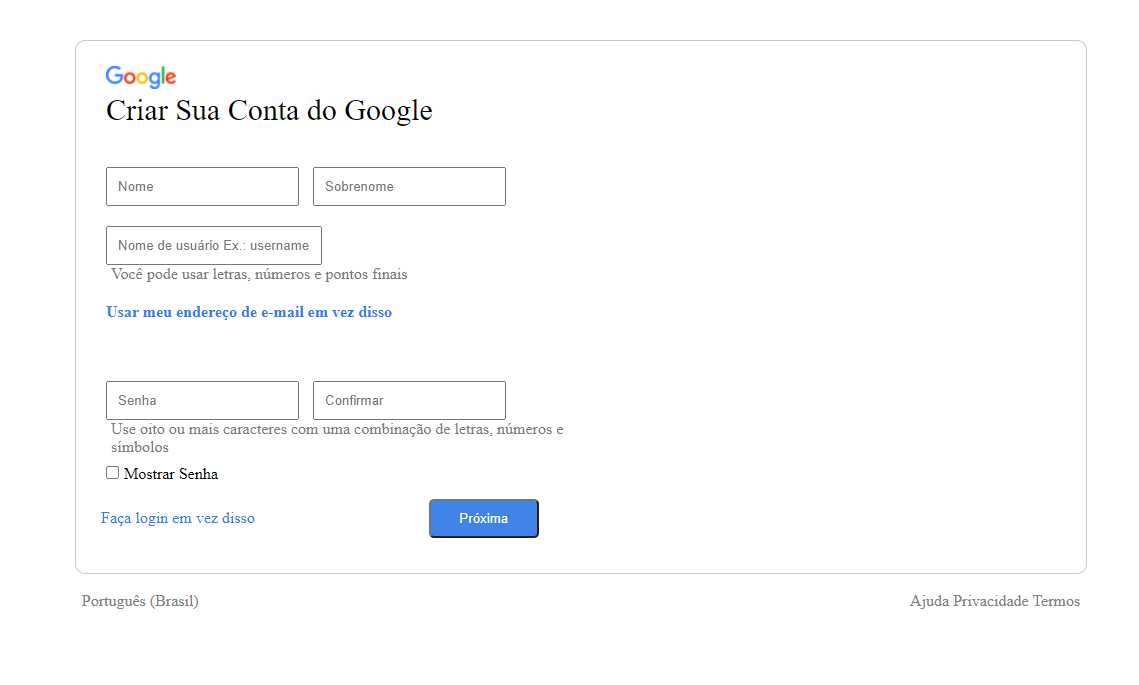 Google
Criar Sua Conta do Google
Nome Sobrenome
Nome de usuário Ex.: username
Você pode usar letras, números e pontos finais
Usar meu endereço de e-mail em vez disso
Senha Confirmar
Use oito ou mais caracteres com uma combinação de letras, números e
símbolos
Mostrar Senha
Faça login em vez disso Próxima
Português (Brasil) Ajuda Privacidade Termos